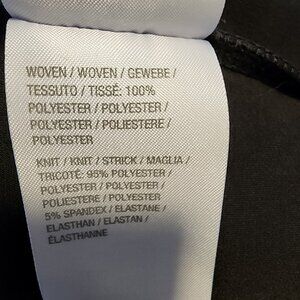 WOVEN / WOVEN / GEWEBE /
TESSUTO / TISSÉ: 100%
POLYESTER / POLYESTER /
POLYESTER / POLIESTERE /
POLYESTER
KNIT / KNIT / STRICK / MAGLIA /
TRICOTÉ: 95% POLYESTER /
POLYESTER / POLYESTER /
POLIESTERE / POLYESTER
5% SPANDEX / ELASTANE /
ELASTHAN / ELASTAN /
ÉLASTHANNE